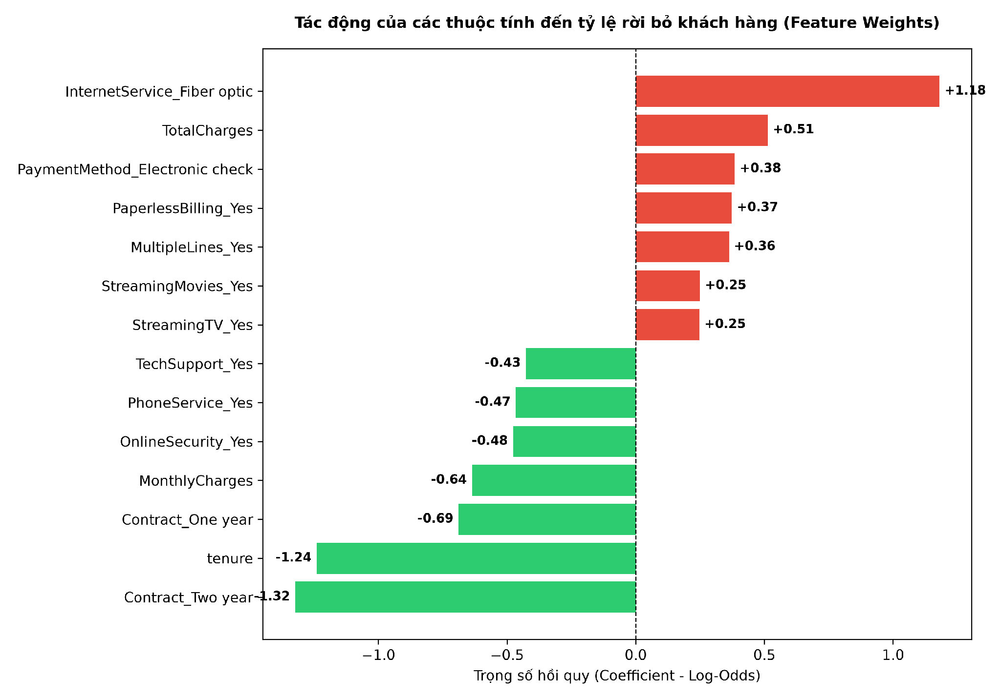 Tác động của các thuộc tính đến tỷ lệ rời bỏ khách hàng (Feature Weights)
InternetService_Fiber optic +1.18
TotalCharges +0.51
PaymentMethod_Electronic check +0.38
PaperlessBilling_Yes +0.37
MultipleLines_Yes +0.36
StreamingMovies_Yes +0.25
StreamingTV_Yes +0.25
TechSupport_Yes -0.43
PhoneService_Yes -0.47
OnlineSecurity_Yes -0.48
MonthlyCharges -0.64
Contract_One year -0.69
tenure -1.24
Contract_Two year -1.32
−1.0 −0.5 0.0 0.5 1.0
Trọng số hồi quy (Coefficient - Log-Odds)